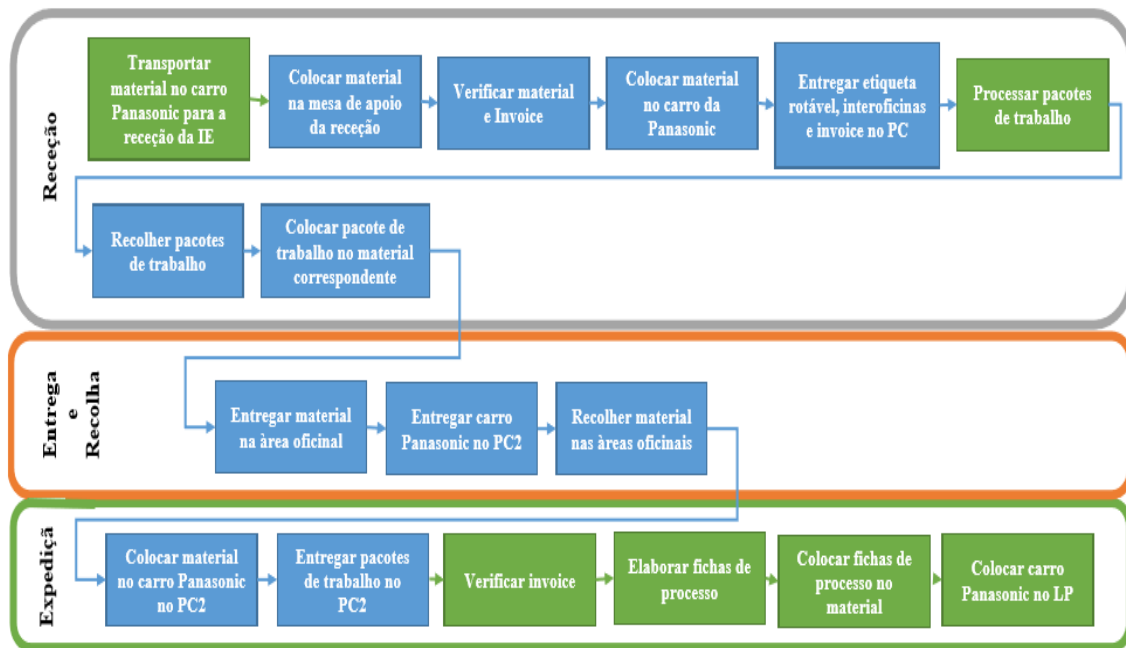 Receção
Transportar
material no carro
Panasonic para a
receção da IE
Colocar material
na mesa de apoio
da receção
Verificar material
e Invoice
Colocar material
no carro da
Panasonic
Entregar etiqueta
rotável, interoficinas
e invoice no PC
Processar pacotes
de trabalho
Recolher pacotes
de trabalho
Colocar pacote de
trabalho no material
correspondente
Entrega
e
Recolha
Entregar material
na àrea oficinal
Entregar carro
Panasonic no PC2
Recolher material
nas àreas oficinais
Expediçã
Colocar material
no carro Panasonic
no PC2
Entregar pacotes
de trabalho no
PC2
Verificar invoice
Elaborar fichas de
processo
Colocar fichas de
processo no
material
Colocar carro
Panasonic no LP